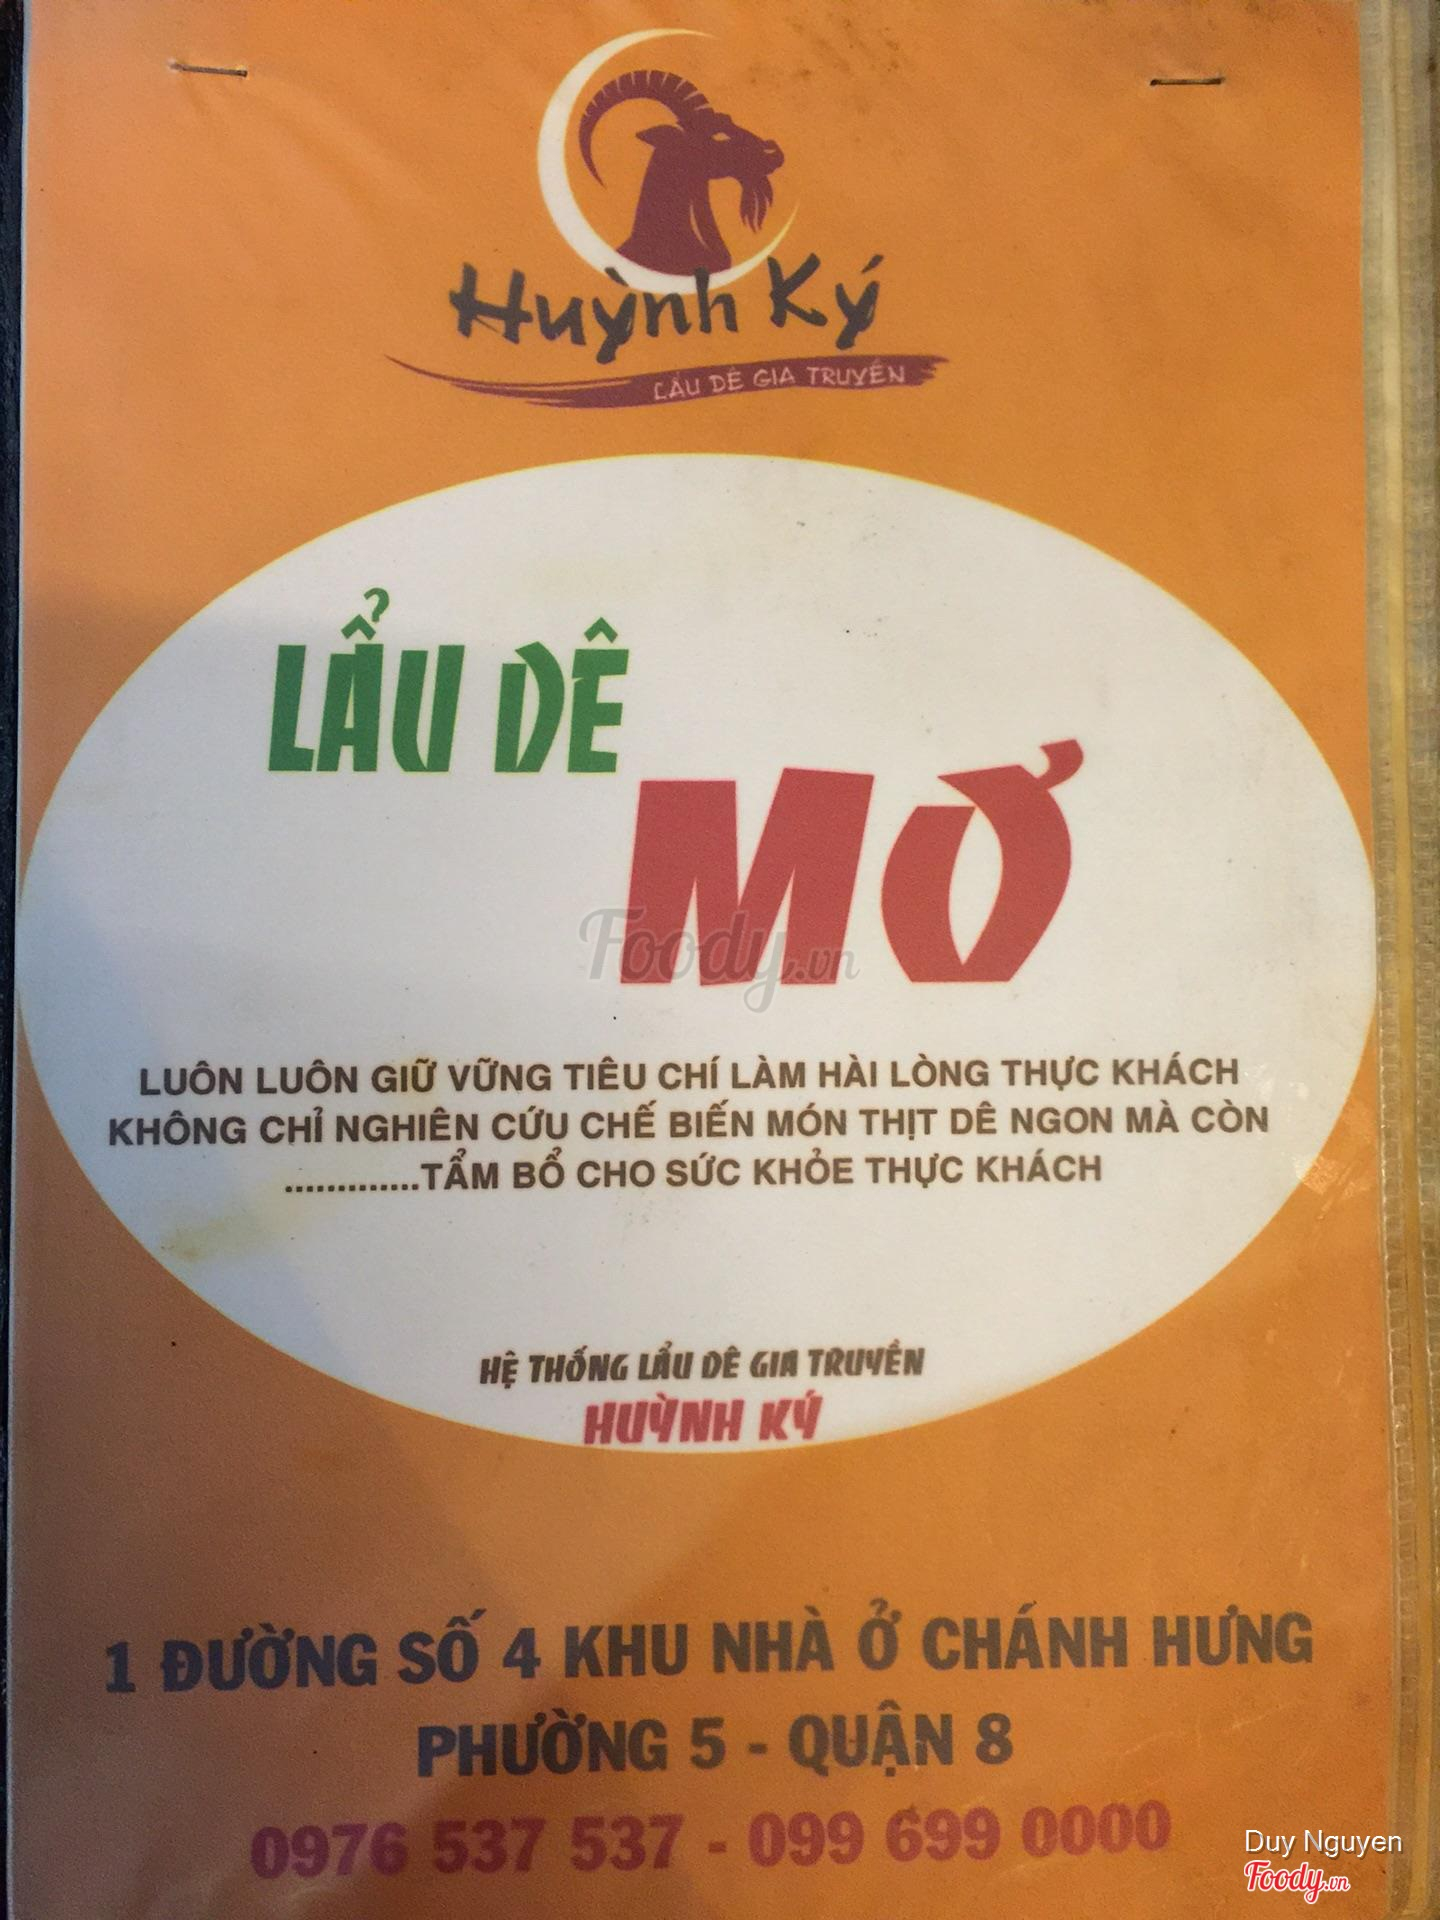 Huỳnh Ký
LẨU DÊ GIA TRUYỀN
LẨU DÊ
MƠ
Foody.vn
LUÔN LUÔN GIỮ VỮNG TIÊU CHÍ LÀM HÀI LÒNG THỰC KHÁCH
KHÔNG CHỈ NGHIÊN CỨU CHẾ BIẾN MÓN THỊT DÊ NGON MÀ CÒN
.............TẨM BỔ CHO SỨC KHỎE THỰC KHÁCH
HỆ THỐNG LẨU DÊ GIA TRUYỀN
HUỲNH KÝ
1 ĐƯỜNG SỐ 4 KHU NHÀ Ở CHÁNH HƯNG
PHƯỜNG 5 - QUẬN 8
0976 537 537 - 099 699 0000
Duy Nguyen
Foody.vn